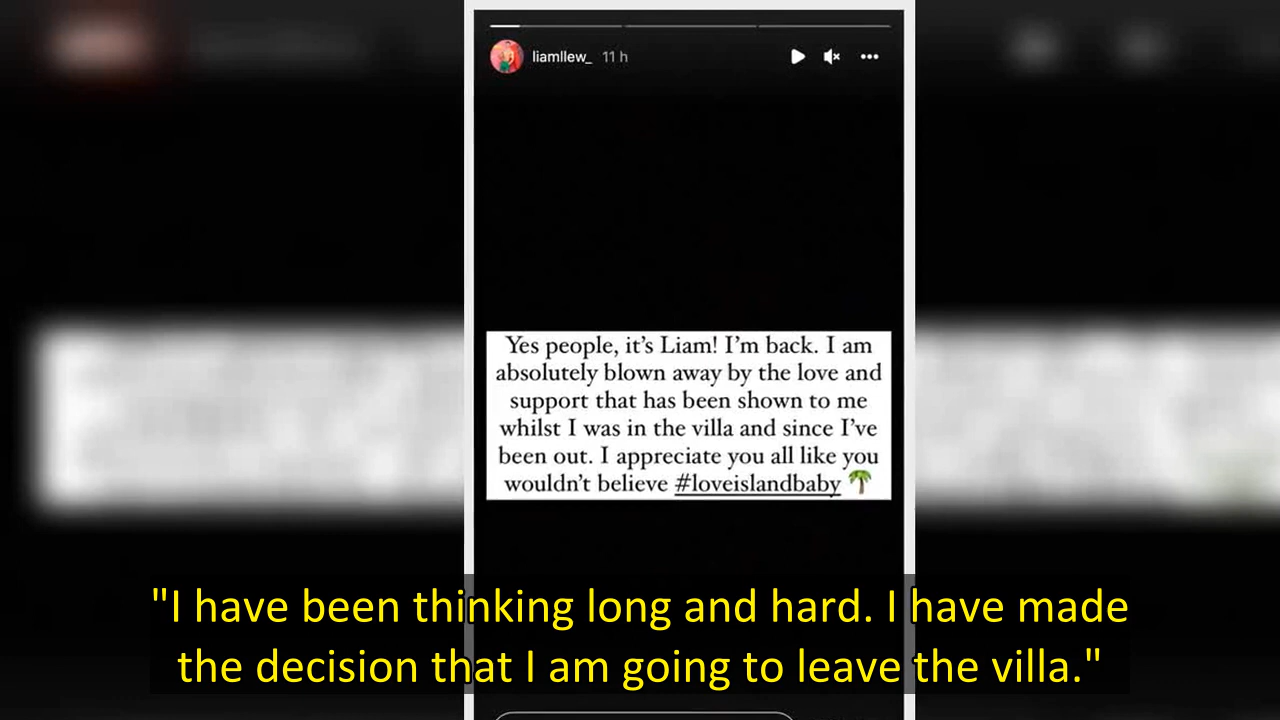 liamllew_ 11 h
Yes people, it’s Liam! I’m back. I am
absolutely blown away by the love and
support that has been shown to me
whilst I was in the villa and since I’ve
been out. I appreciate you all like you
wouldn’t believe #loveislandbaby 🌴
"I have been thinking long and hard. I have made
the decision that I am going to leave the villa."